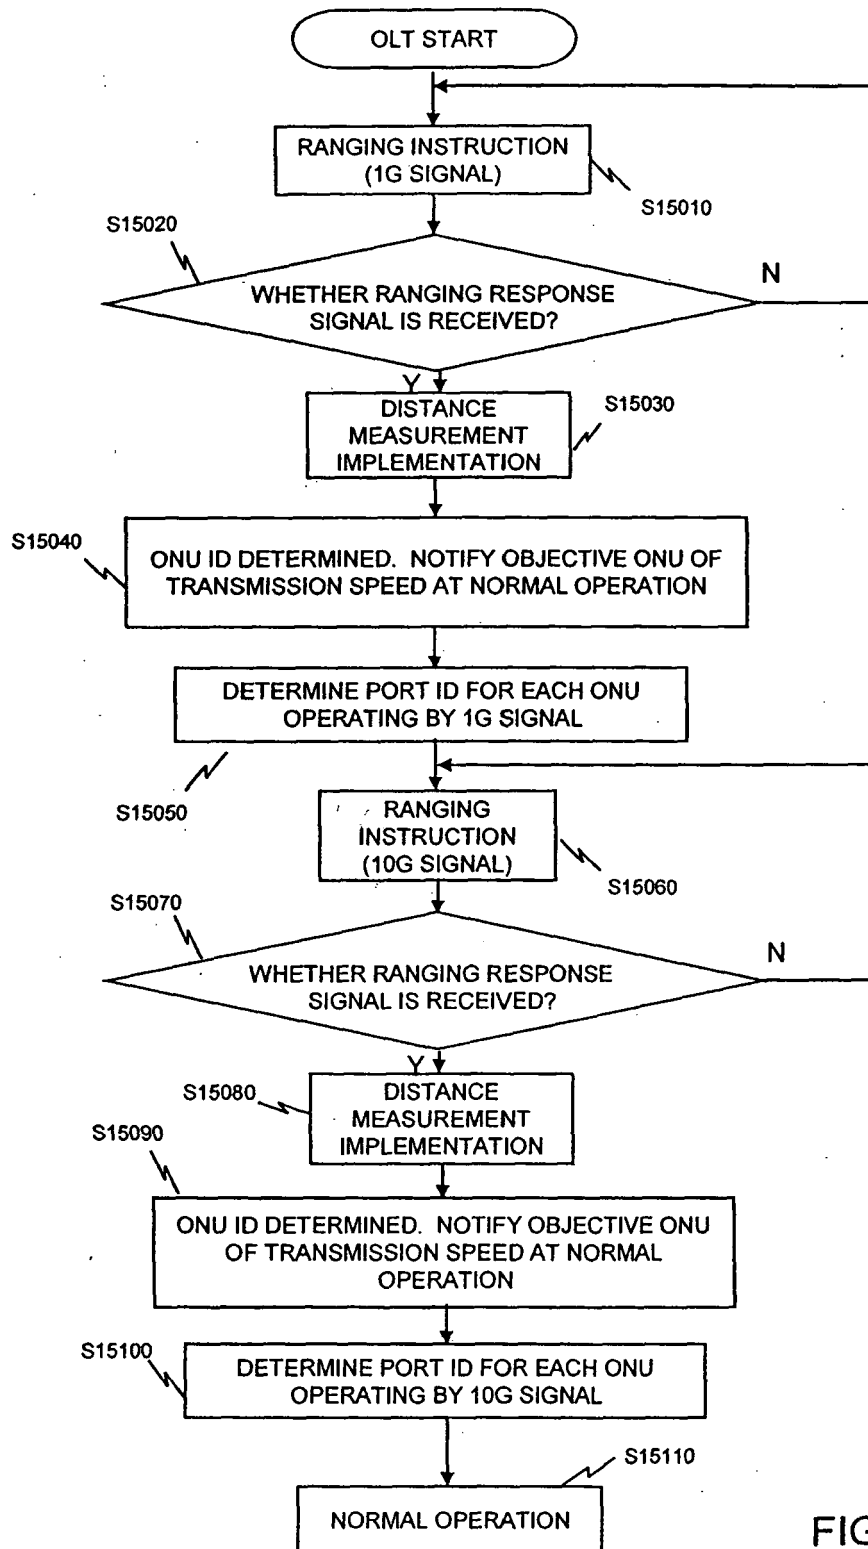 OLT START
RANGING INSTRUCTION
(1G SIGNAL)
S15010
S15020
WHETHER RANGING RESPONSE
SIGNAL IS RECEIVED?
N
Y
DISTANCE
MEASUREMENT
IMPLEMENTATION
S15030
S15040
ONU ID DETERMINED. NOTIFY OBJECTIVE ONU OF
TRANSMISSION SPEED AT NORMAL OPERATION
DETERMINE PORT ID FOR EACH ONU
OPERATING BY 1G SIGNAL
S15050
RANGING
INSTRUCTION
(10G SIGNAL)
S15060
S15070
WHETHER RANGING RESPONSE
SIGNAL IS RECEIVED?
N
Y
S15080
DISTANCE
MEASUREMENT
IMPLEMENTATION
S15090
ONU ID DETERMINED. NOTIFY OBJECTIVE ONU
OF TRANSMISSION SPEED AT NORMAL
OPERATION
S15100
DETERMINE PORT ID FOR EACH ONU
OPERATING BY 10G SIGNAL
S15110
NORMAL OPERATION
FIG